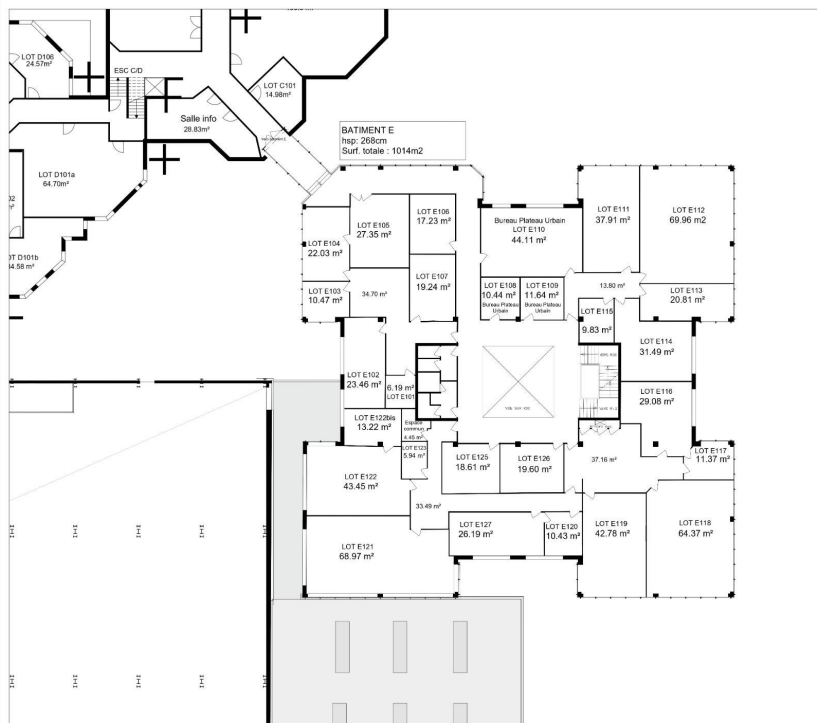 LOT D106
24.57m²
ESC C/D
LOT C101
14.98m²
Salle info
28.83m²
BATIMENT E
hsp: 268cm
Surf. totale : 1014m2
LOT D101a
64.70m²
LOT D101b
LOT E104
22.03 m²
LOT E105
27.35 m²
LOT E106
17.23 m²
Bureau Plateau Urbain
LOT E110
44.11 m²
LOT E111
37.91 m²
LOT E112
69.96 m2
LOT E103
10.47 m²
34.70 m²
LOT E107
19.24 m²
LOT E108
10.44 m²
Bureau Plateau
Urbain
LOT E109
11.64 m²
Bureau Plateau
Urbain
13.80 m²
LOT E113
20.81 m²
LOT E115
9.83 m²
LOT E114
31.49 m²
LOT E102
23.46 m²
6.19 m²
LOT E101
LOT E116
29.08 m²
LOT E122bis
13.22 m²
Espace
commun
4.45 m²
LOT E123
5.94 m²
LOT E125
18.61 m²
LOT E126
19.60 m²
37.16 m²
LOT E117
11.37 m²
LOT E122
43.45 m²
33.49 m²
LOT E127
26.19 m²
LOT E120
10.43 m²
LOT E119
42.78 m²
LOT E118
64.37 m²
LOT E121
68.97 m²